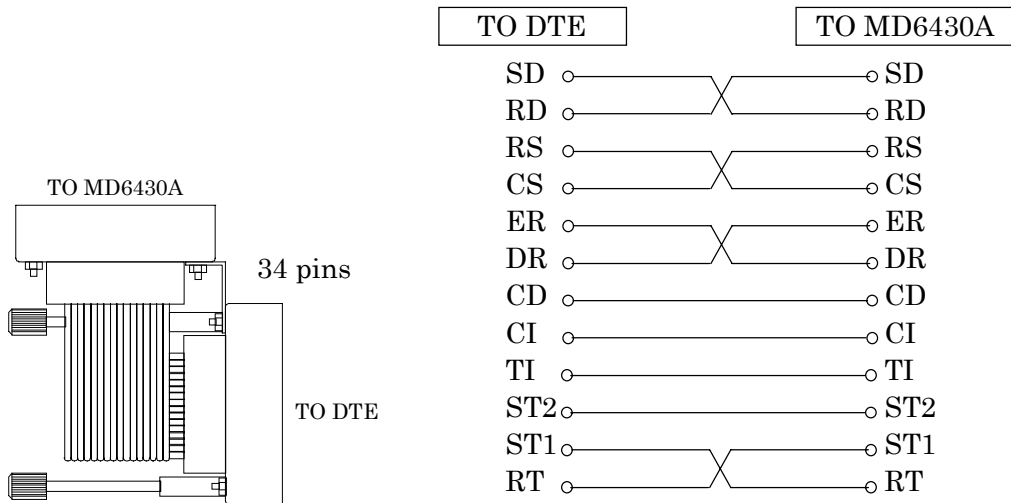 TO DTE TO MD6430A
SD SD
RD RD
RS RS
CS CS
ER ER
DR DR
CD CD
CI CI
TI TI
ST2 ST2
ST1 ST1
RT RT
TO MD6430A
34 pins
TO DTE